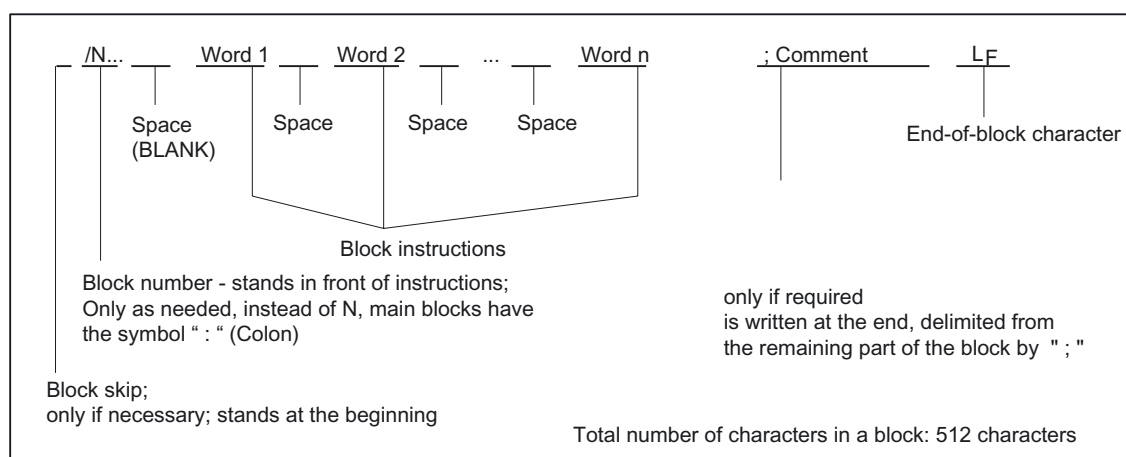 /N... Word 1 Word 2 ... Word n ; Comment LF
Space Space Space Space End-of-block character
(BLANK)
Block instructions
Block number - stands in front of instructions;
Only as needed, instead of N, main blocks have
the symbol “ : “ (Colon)
only if required
is written at the end, delimited from
the remaining part of the block by " ; "
Block skip;
only if necessary; stands at the beginning
Total number of characters in a block: 512 characters